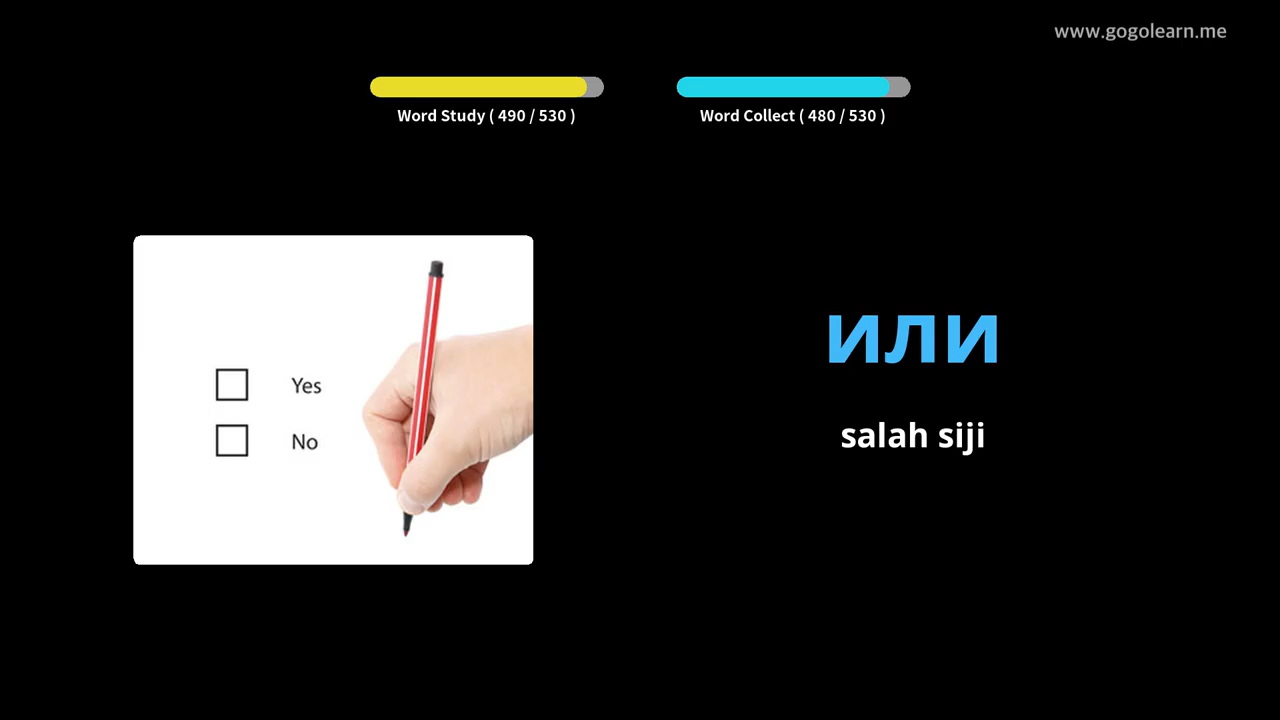 www.gogolearn.me
Word Study ( 490 / 530 )
Word Collect ( 480 / 530 )
Yes
No
или
salah siji